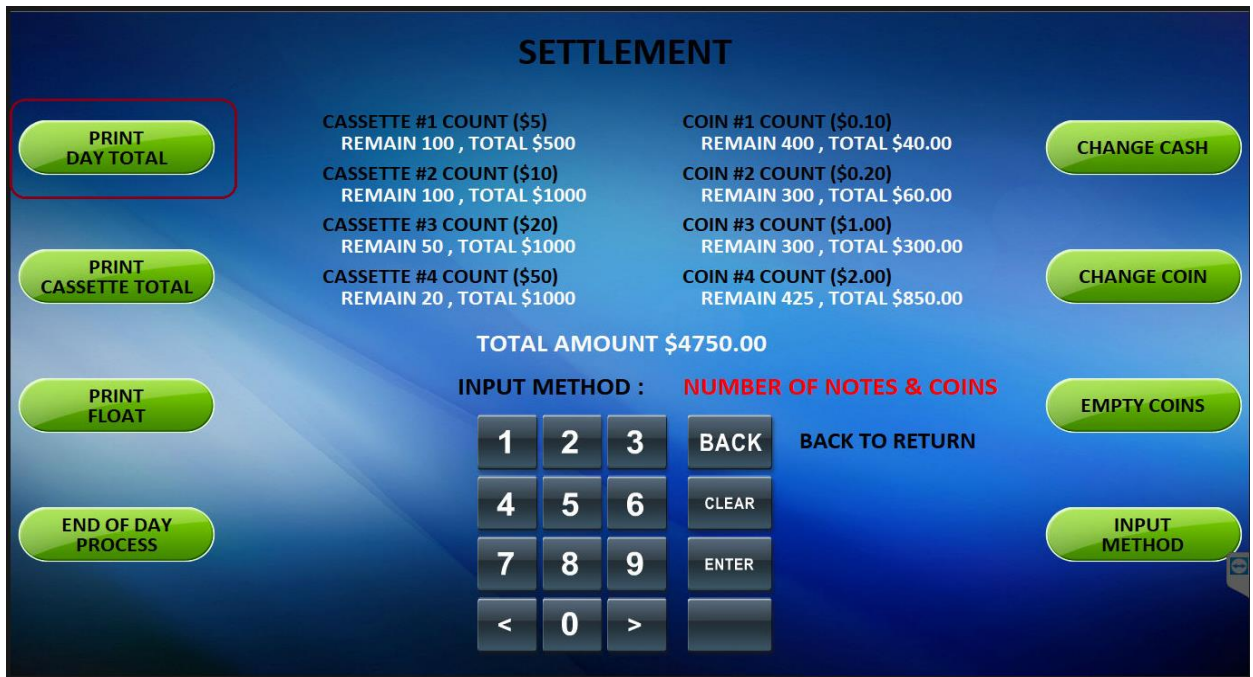 SETTLEMENT
PRINT
DAY TOTAL
PRINT
CASSETTE TOTAL
PRINT
FLOAT
END OF DAY
PROCESS
CASSETTE #1 COUNT ($5)
REMAIN 100 , TOTAL $500
CASSETTE #2 COUNT ($10)
REMAIN 100 , TOTAL $1000
CASSETTE #3 COUNT ($20)
REMAIN 50 , TOTAL $1000
CASSETTE #4 COUNT ($50)
REMAIN 20 , TOTAL $1000
COIN #1 COUNT ($0.10)
REMAIN 400 , TOTAL $40.00
COIN #2 COUNT ($0.20)
REMAIN 300 , TOTAL $60.00
COIN #3 COUNT ($1.00)
REMAIN 300 , TOTAL $300.00
COIN #4 COUNT ($2.00)
REMAIN 425 , TOTAL $850.00
TOTAL AMOUNT $4750.00
INPUT METHOD : NUMBER OF NOTES & COINS
1 2 3 BACK BACK TO RETURN
4 5 6 CLEAR
7 8 9 ENTER
< 0 >
CHANGE CASH
CHANGE COIN
EMPTY COINS
INPUT
METHOD